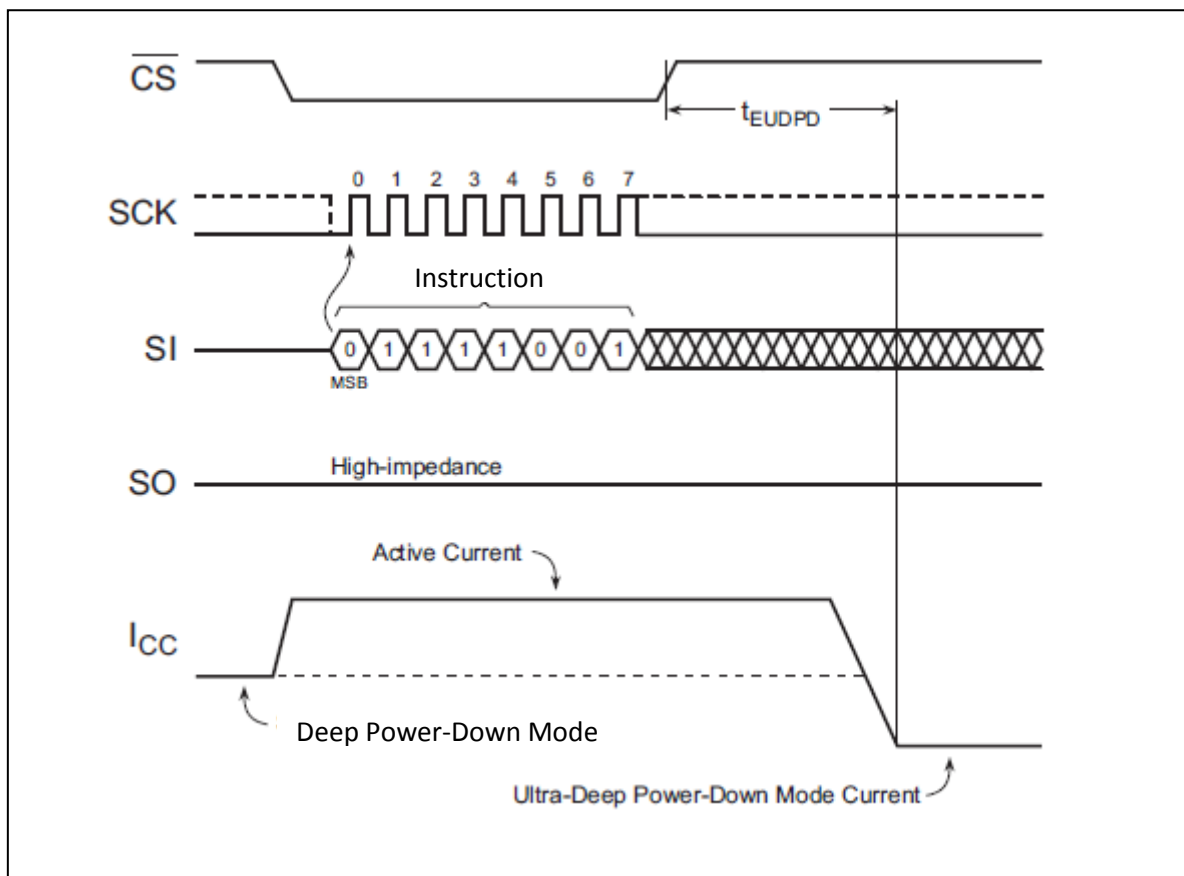 CS
tEUDPD
0 1 2 3 4 5 6 7
SCK
Instruction
SI 0 1 1 1 1 0 0 1
MSB
High-impedance
SO
Active Current
ICC
Deep Power-Down Mode
Ultra-Deep Power-Down Mode Current